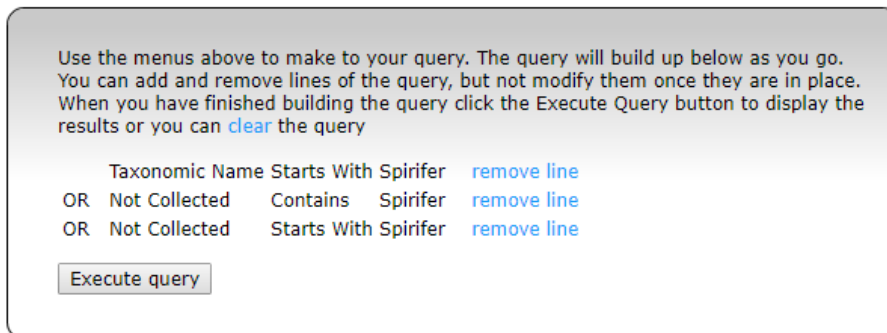 Use the menus above to make to your query. The query will build up below as you go.
You can add and remove lines of the query, but not modify them once they are in place.
When you have finished building the query click the Execute Query button to display the
results or you can clear the query
Taxonomic Name Starts With Spirifer remove line
OR Not Collected Contains Spirifer remove line
OR Not Collected Starts With Spirifer remove line
Execute query